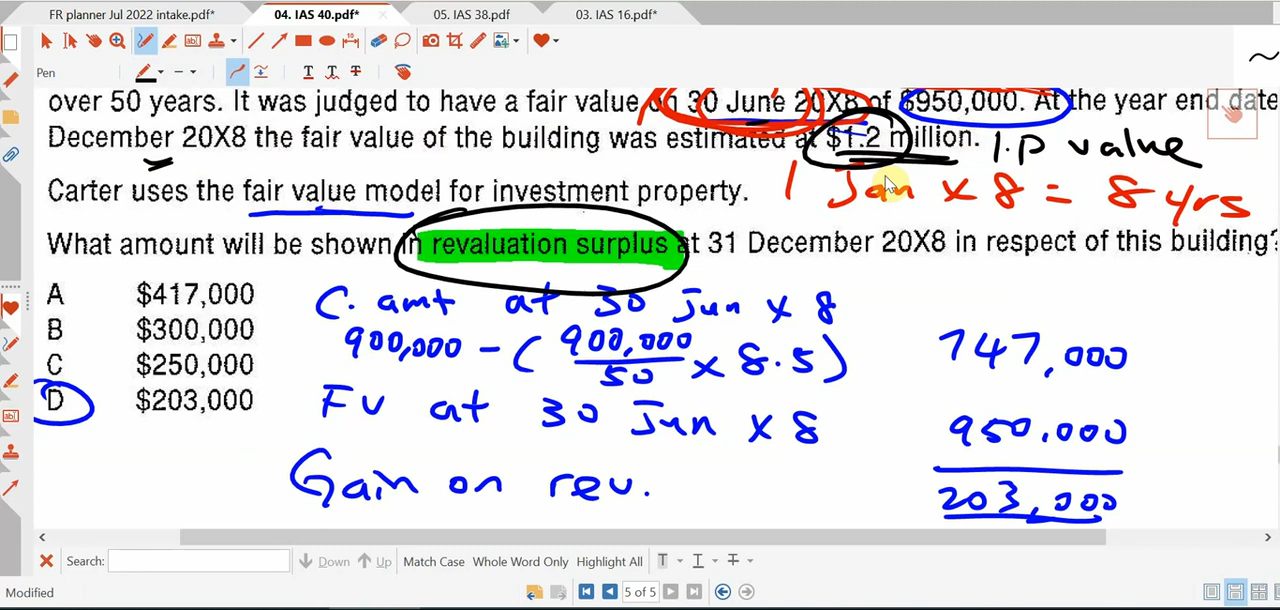 FR planner Jul 2022 intake.pdf* 04. IAS 40.pdf* 05. IAS 38.pdf 03. IAS 16.pdf*
Pen
over 50 years. It was judged to have a fair value on 30 June 20X8 of $950,000. At the year end date
December 20X8 the fair value of the building was estimated at $1.2 million. I.P value
Carter uses the fair value model for investment property. 1 Jan x 8 = 8 yrs
What amount will be shown in revaluation surplus at 31 December 20X8 in respect of this building?
A $417,000 C. amt at 30 Jun x 8
B $300,000 900,000 - (900,000/50 x 8.5) 747,000
C $250,000
D $203,000 FV at 30 Jun x 8 950,000
Gain on rev. 203,000
Search: Down Up Match Case Whole Word Only Highlight All
Modified 5 of 5